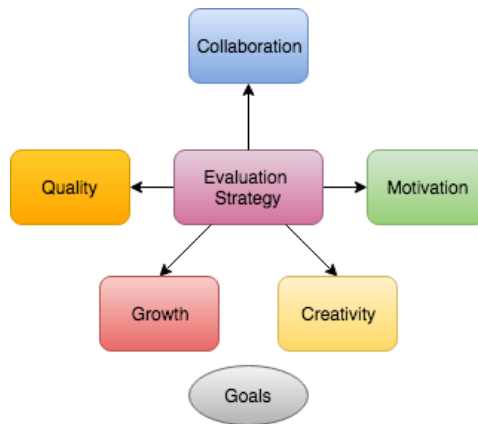 Collaboration
Quality
Evaluation
Strategy
Motivation
Growth
Creativity
Goals